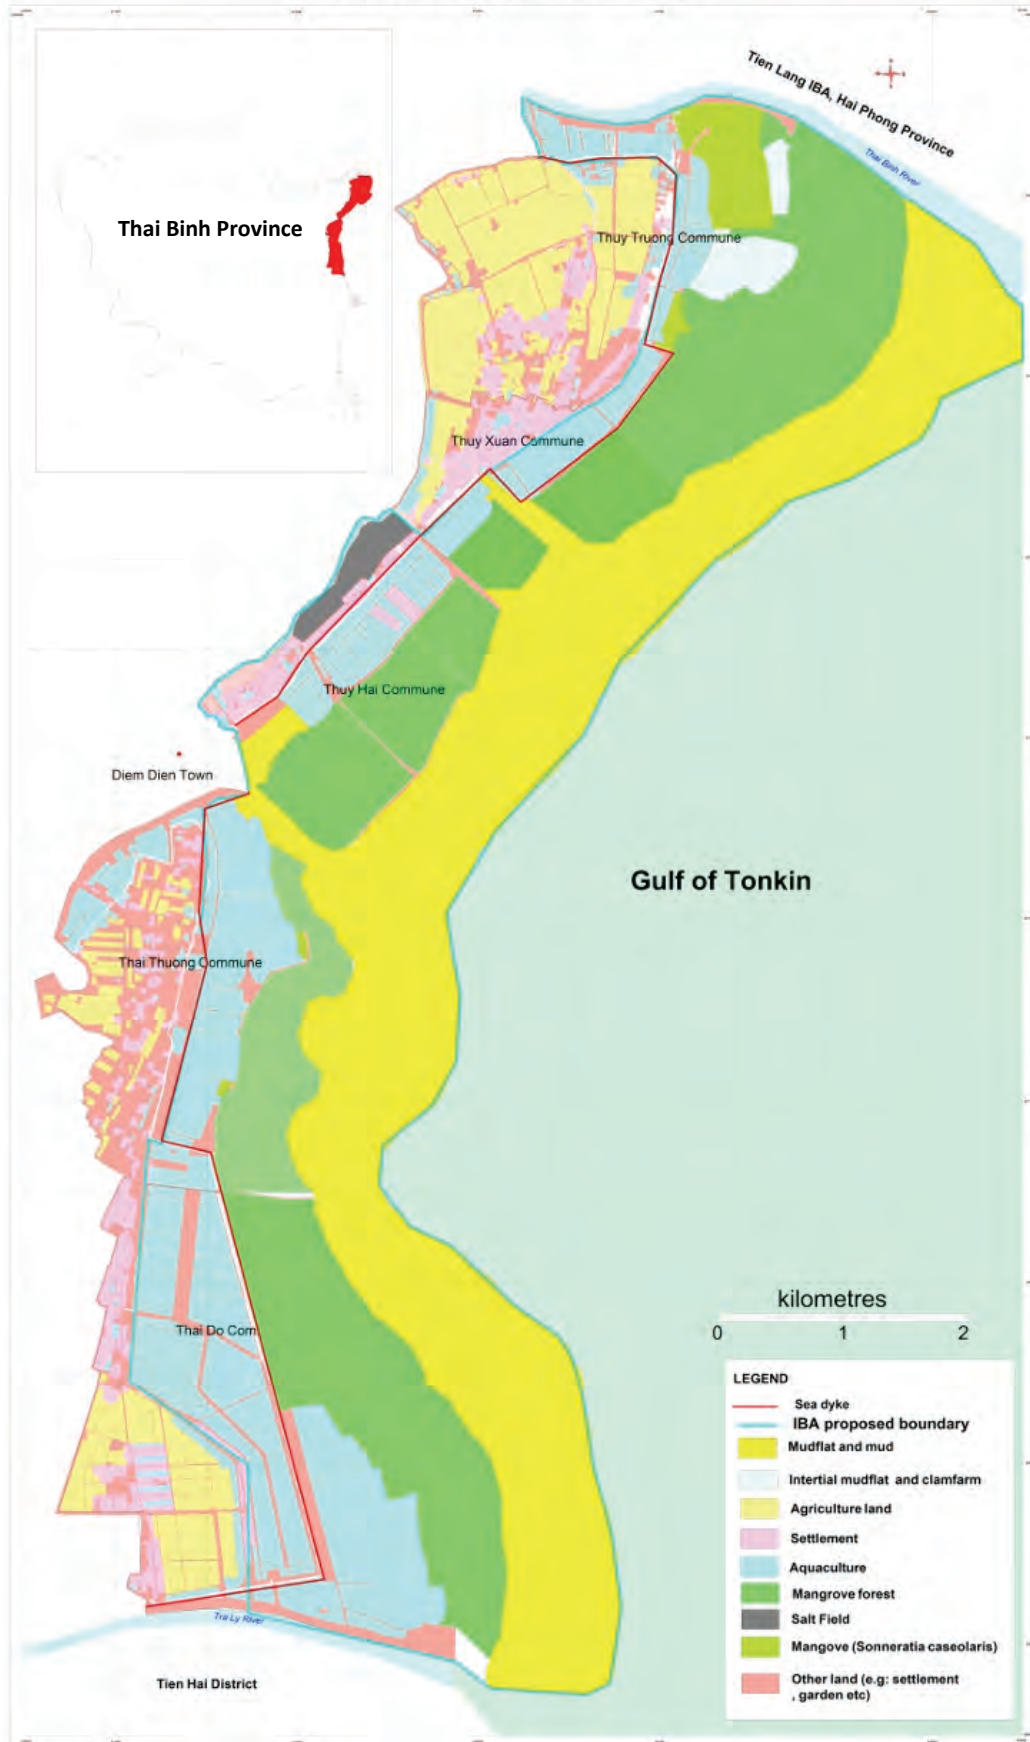 Tien Lang IBA, Hai Phong Province
Thai Binh River
Thai Binh Province
Thuy Truong Commune
Thuy Xuan Commune
Thuy Hai Commune
Diem Dien Town
Gulf of Tonkin
Thai Thuong Commune
kilometres
0 1 2
Thai Do Com
LEGEND
Sea dyke
IBA proposed boundary
Mudflat and mud
Intertial mudflat and clamfarm
Agriculture land
Settlement
Aquaculture
Mangrove forest
Salt Field
Mangove (Sonneratia caseolaris)
Other land (e.g: settlement
, garden etc)
Tra Ly River
Tien Hai District